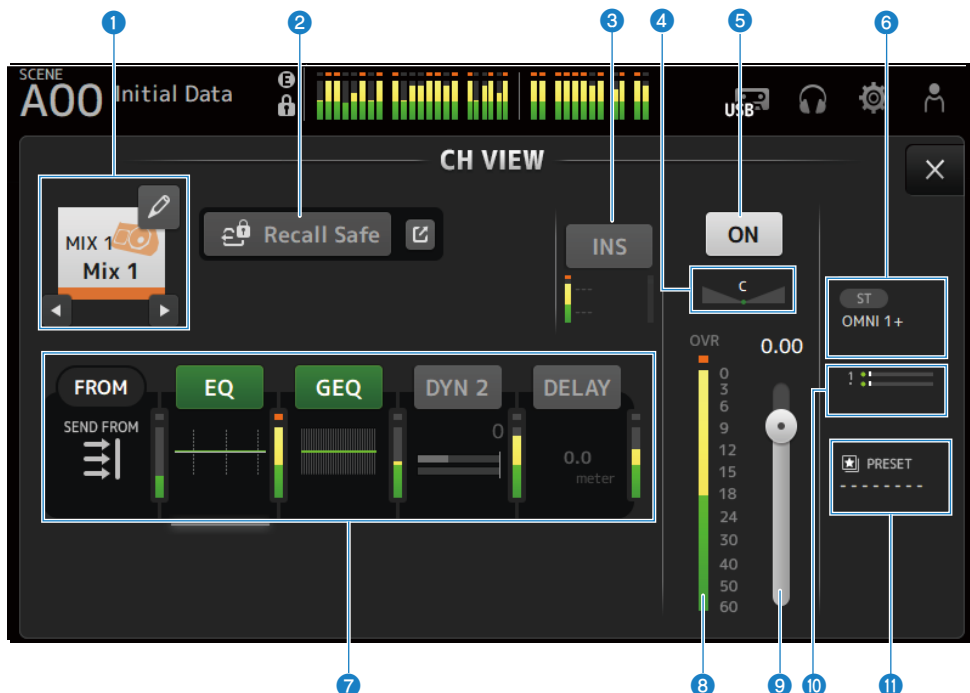 1 2 3 4 5 6
SCENE
A00 Initial Data E USB
CH VIEW
MIX 1
Mix 1
Recall Safe
INS
---
---
ON
C
ST
OMNI 1+
OVR 0.00
0
3
6
9
12
15
18
24
30
40
50
60
1
!
PRESET
--------
FROM EQ GEQ DYN 2 DELAY
SEND FROM
0
0.0
meter
7 8 9 10 11